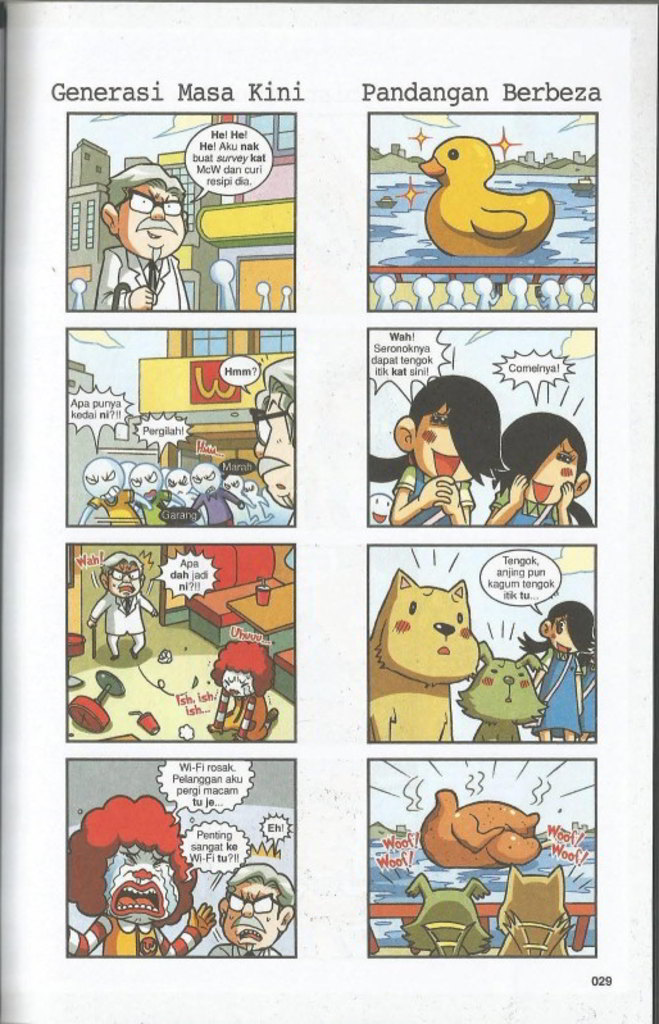 Generasi Masa Kini
He! He!
He! Aku nak
buat survey kat
McW dan curi
resipi dia.
Hmm?
Apa punya
kedai ni?!!
Pergilah!
Huu...
Marah
Garang
W
Wah!
Apa
dah jadi
ni?!!
Uhuuu...
Ish, ish,
ish...
Wi-Fi rosak.
Pelanggan aku
pergi macam
tu je...
Penting
sangat ke
Wi-Fi tu?!!
Eh!
Pandangan Berbeza
Wah!
Seronoknya
dapat tengok
itik kat sini!
Comelnya!
Tengok,
anjing pun
kagum tengok
itik tu...
Woof!
Woof!
Woof!
Woof!
029